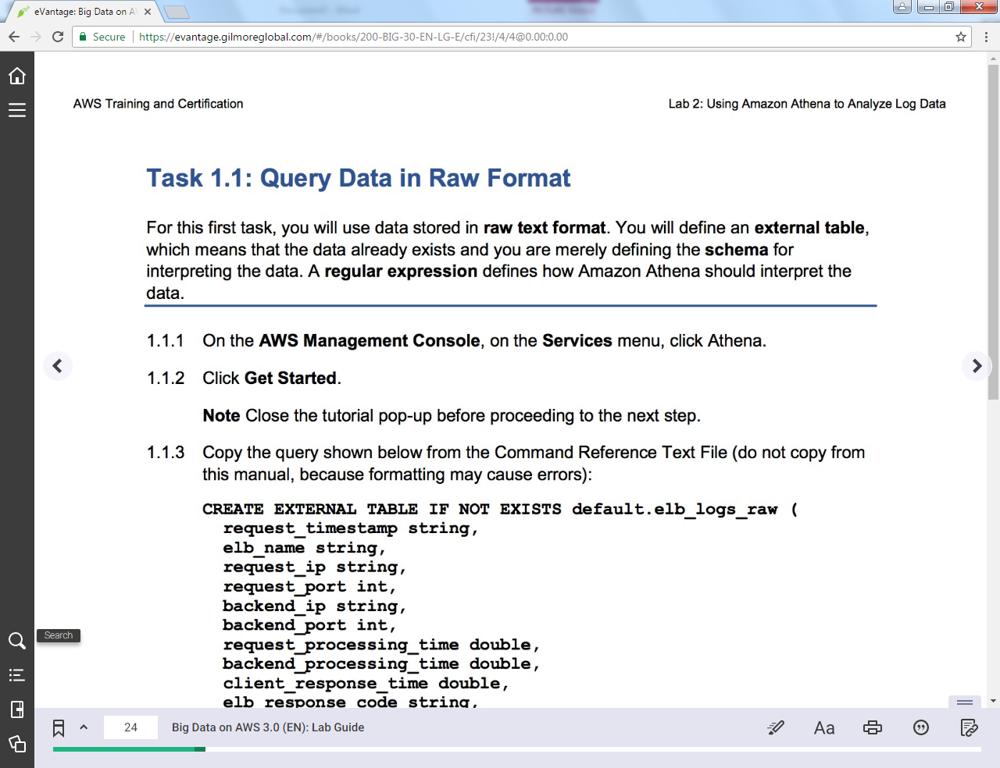 eVantage: Big Data on A
Secure
https://evantage.gilmoreglobal.com/#/books/200-BIG-30-EN-LG-E/cfi/23!/4/4@0.00:0.00
AWS Training and Certification
Lab 2: Using Amazon Athena to Analyze Log Data
Task 1.1: Query Data in Raw Format
For this first task, you will use data stored in raw text format. You will define an external table,
which means that the data already exists and you are merely defining the schema for
interpreting the data. A regular expression defines how Amazon Athena should interpret the
data.
1.1.1 On the AWS Management Console, on the Services menu, click Athena.
1.1.2 Click Get Started.
Note Close the tutorial pop-up before proceeding to the next step.
1.1.3 Copy the query shown below from the Command Reference Text File (do not copy from
this manual, because formatting may cause errors):
CREATE EXTERNAL TABLE IF NOT EXISTS default.elb_logs_raw (
request_timestamp string,
elb_name string,
request_ip string,
request_port int,
backend_ip string,
backend_port int,
request_processing_time double,
backend_processing_time double,
client_response_time double,
elb_response_code string,
Search
24
Big Data on AWS 3.0 (EN): Lab Guide
Aa